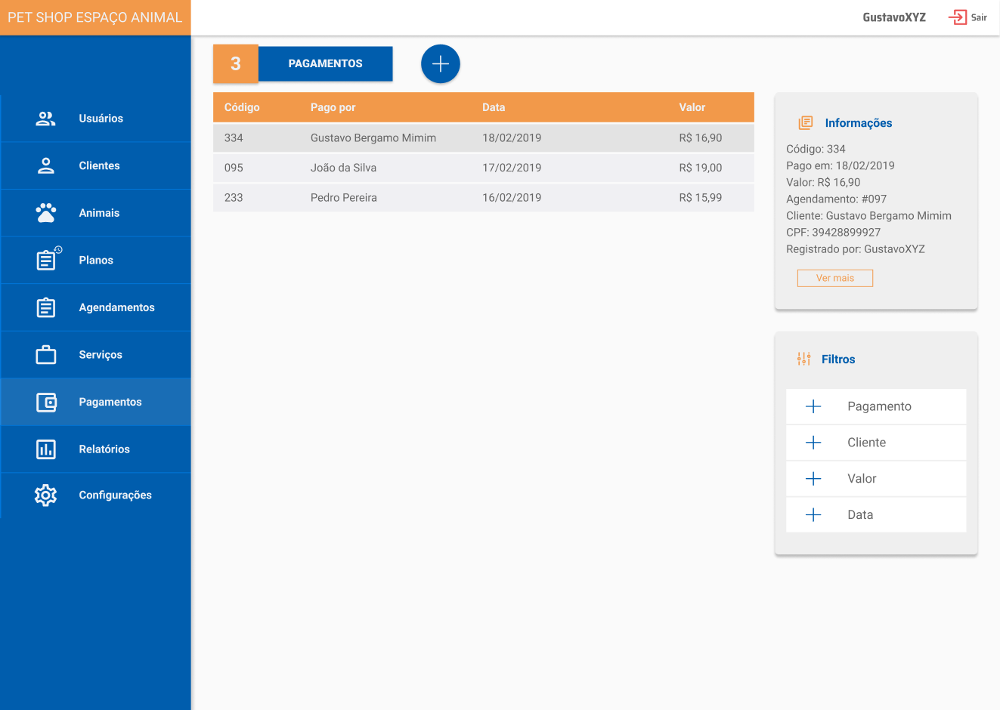 PET SHOP ESPAÇO ANIMAL
GustavoXYZ
Sair
Usuários
Clientes
Animais
Planos
Agendamentos
Serviços
Pagamentos
Relatórios
Configurações
3
PAGAMENTOS
Código Pago por Data Valor
334 Gustavo Bergamo Mimim 18/02/2019 R$ 16,90
095 João da Silva 17/02/2019 R$ 19,00
233 Pedro Pereira 16/02/2019 R$ 15,99
Informações
Código: 334
Pago em: 18/02/2019
Valor: R$ 16,90
Agendamento: #097
Cliente: Gustavo Bergamo Mimim
CPF: 39428899927
Registrado por: GustavoXYZ
Ver mais
Filtros
Pagamento
Cliente
Valor
Data